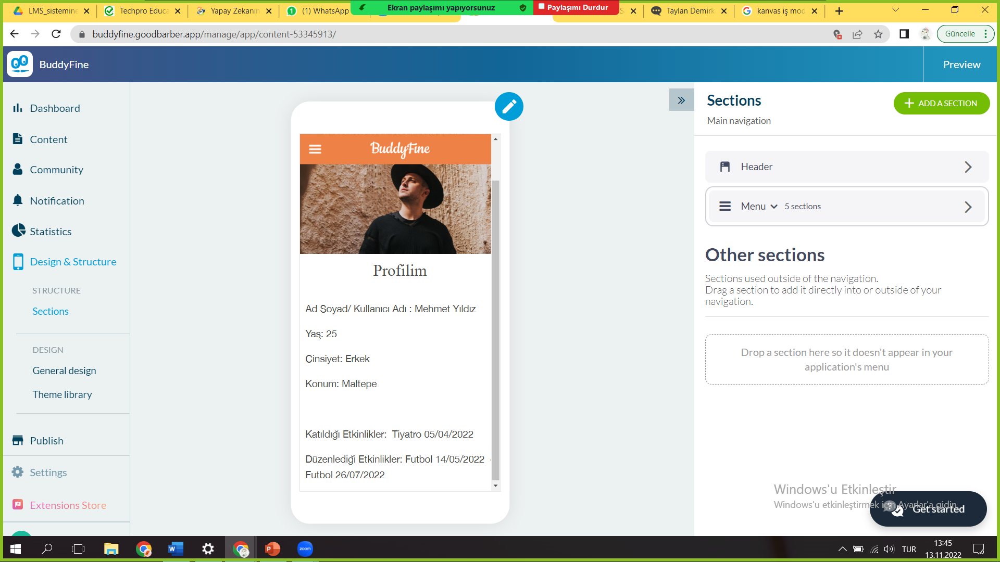 LMS_sistemine
Techpro Educa
Yapay Zekanın
(1) WhatsApp
Ekran paylaşımı yapıyorsunuz
Paylaşımı Durdur
Taylan Demirk
kanvas iş mod
buddyfine.goodbarber.app/manage/app/content-53345913/
Güncelle
BuddyFine
Preview
Dashboard
Content
Community
Notification
Statistics
Design & Structure
STRUCTURE
Sections
DESIGN
General design
Theme library
Publish
Settings
Extensions Store
BuddyFine
Profilim
Ad Soyad/ Kullanıcı Adı : Mehmet Yıldız
Yaş: 25
Cinsiyet: Erkek
Konum: Maltepe
Katıldığı Etkinlikler: Tiyatro 05/04/2022
Düzenlediği Etkinlikler: Futbol 14/05/2022 -
Futbol 26/07/2022
Sections
ADD A SECTION
Main navigation
Header
Menu 5 sections
Other sections
Sections used outside of the navigation.
Drag a section to add it directly into or outside of your
navigation.
Drop a section here so it doesn't appear in your
application's menu
Windows'u Etkinleştir
Windows'u etkinleştirmek için Ayarlar'a gidin.
Get started
zoom
TUR
13:45
13.11.2022